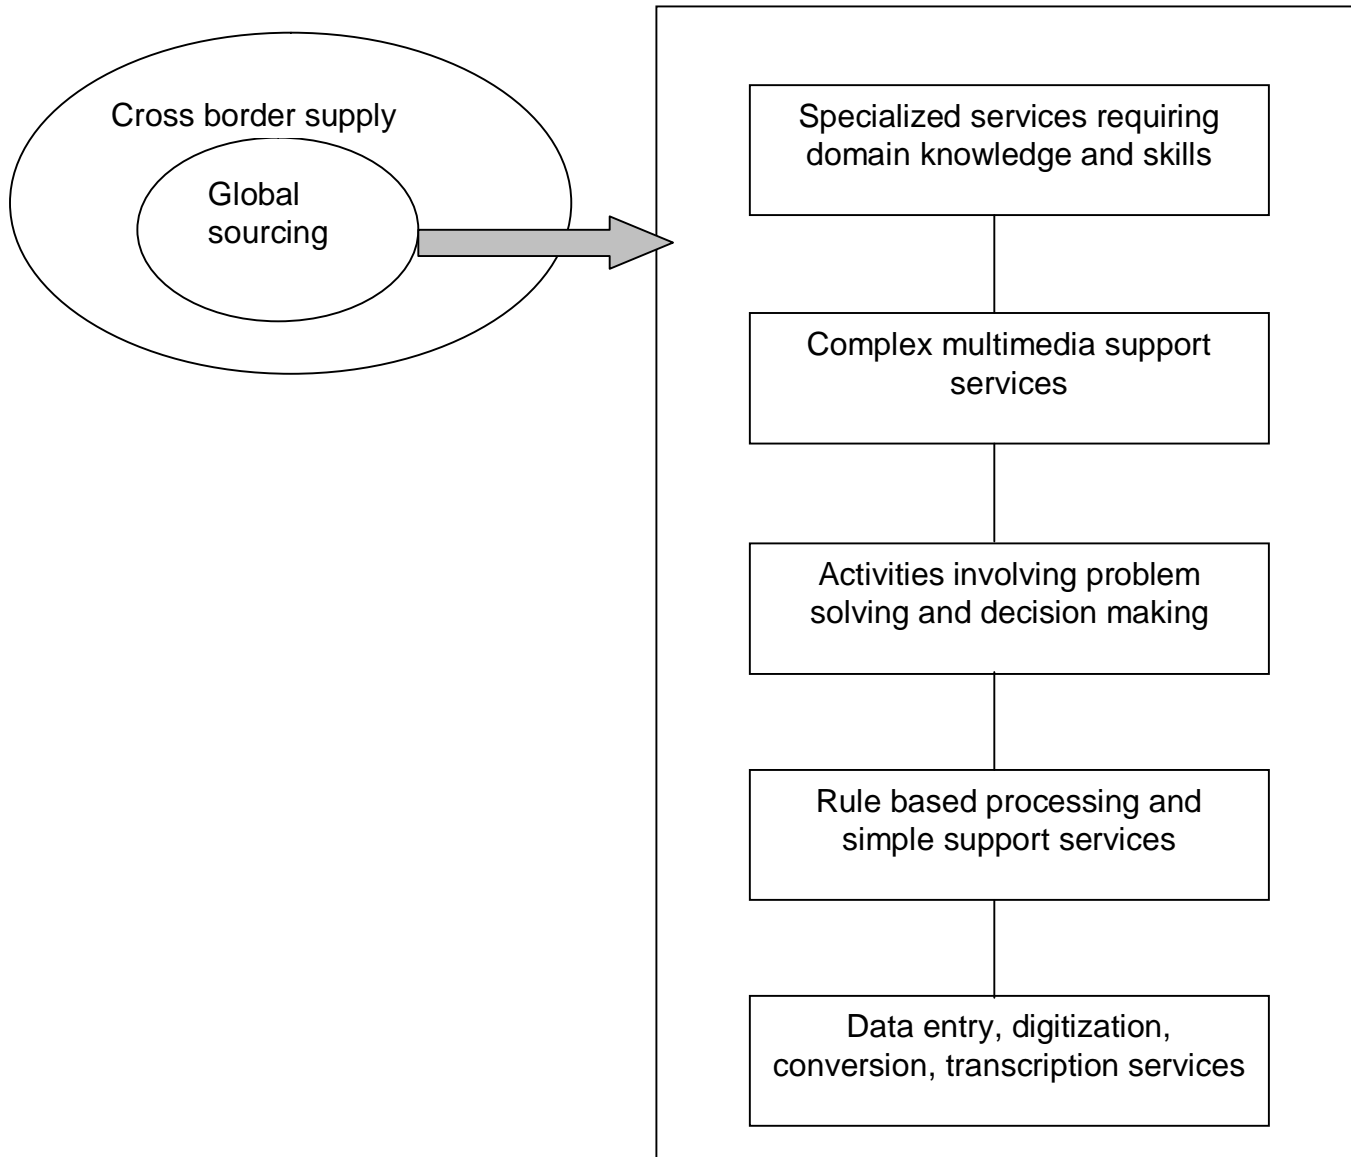 Cross border supply
Global
sourcing
Specialized services requiring
domain knowledge and skills
Complex multimedia support
services
Activities involving problem
solving and decision making
Rule based processing and
simple support services
Data entry, digitization,
conversion, transcription services